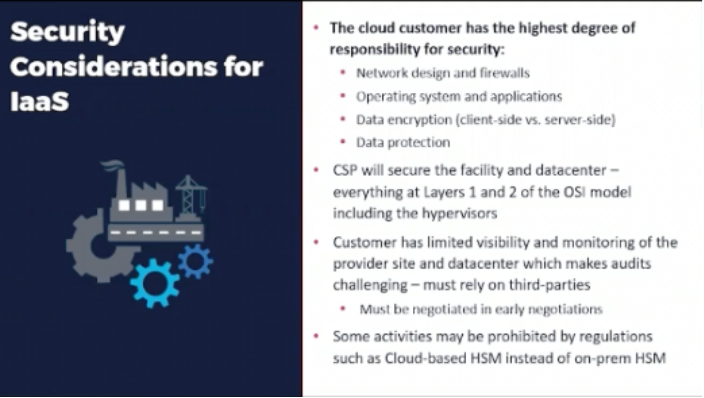 Security
Considerations for
IaaS
• The cloud customer has the highest degree of
responsibility for security:
• Network design and firewalls
• Operating system and applications
• Data encryption (client-side vs. server-side)
• Data protection
• CSP will secure the facility and datacenter –
everything at Layers 1 and 2 of the OSI model
including the hypervisors
• Customer has limited visibility and monitoring of the
provider site and datacenter which makes audits
challenging – must rely on third-parties
• Must be negotiated in early negotiations
• Some activities may be prohibited by regulations
such as Cloud-based HSM instead of on-prem HSM